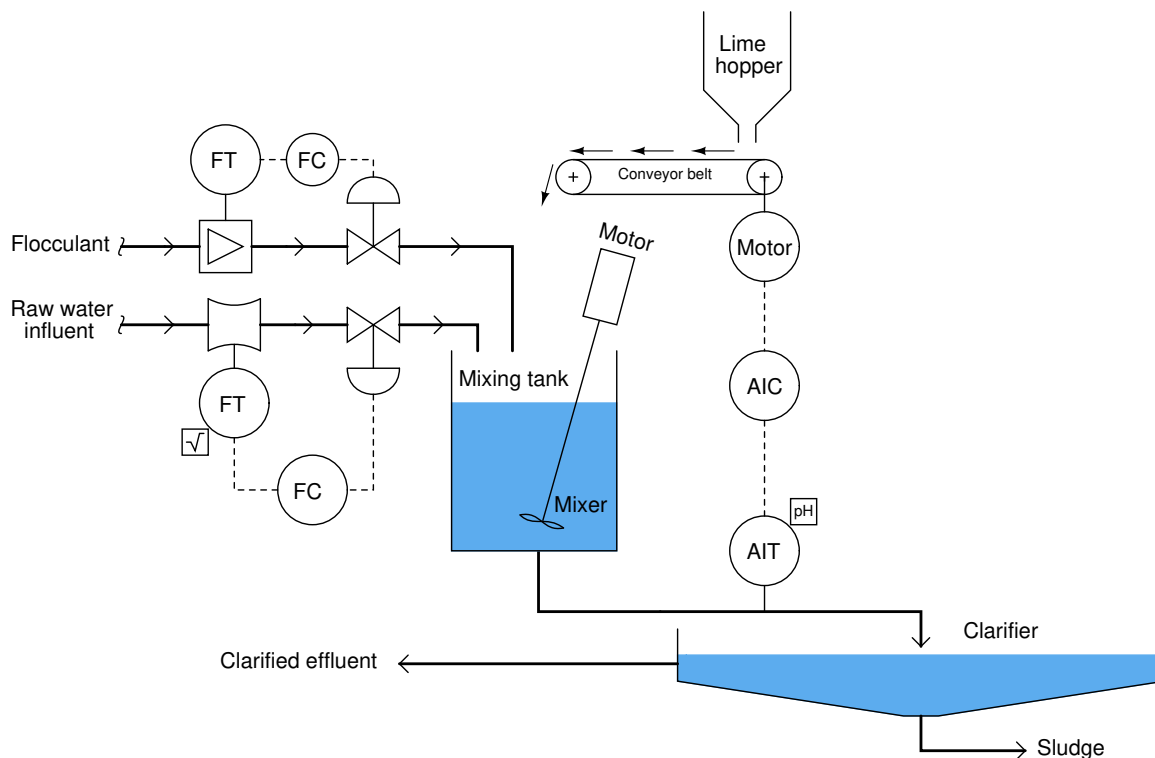 Lime
hopper
FT
FC
Conveyor belt
Flocculant
Motor
Motor
Raw water
influent
Mixing tank
AIC
FT
√
FC
Mixer
pH
AIT
Clarifier
Clarified effluent
Sludge